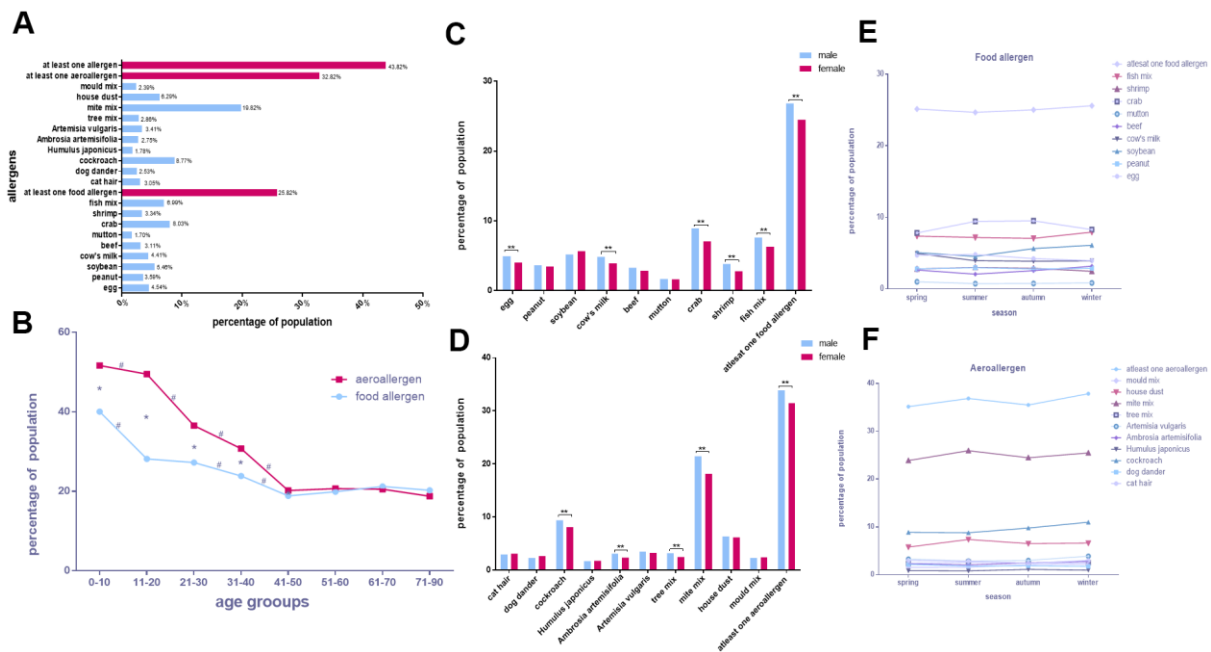 A
allergens
at least one allergen 43.82%
at least one aeroallergen 32.82%
mould mix 2.39%
house dust 6.29%
mite mix 19.82%
tree mix 2.86%
Artemisia vulgaris 3.41%
Ambrosia artemisifolia 2.75%
Humulus japonicus 1.78%
cockroach 8.77%
dog dander 2.53%
cat hair 3.05%
at least one food allergen 25.82%
fish mix 6.99%
shrimp 3.34%
crab 8.03%
mutton 1.70%
beef 3.11%
cow's milk 4.41%
soybean 5.46%
peanut 3.59%
egg 4.54%
0% 10% 20% 30% 40% 50%
percentage of population
B
percentage of population
60
40
20
0
aeroallergen
food allergen
* # * # # * # # * # #
0-10 11-20 21-30 31-40 41-50 51-60 61-70 71-90
age grooups
C
male
female
percentage of population
30
20
10
0
** ** ** ** ** **
egg peanut soybean cow's milk beef mutton crab shrimp fish mix atlesat one food allergen
D
male
female
percentage of population
40
30
20
10
0
** ** ** ** **
cat hair dog dander cockroach Humulus japonicus Ambrosia artemisifolia Artemisia vulgaris tree mix mite mix house dust mould mix atleast one aeroallergen
E
Food allergen
percentage of population
30
20
10
0
spring summer autumn winter
season
atlesat one food allergen
fish mix
shrimp
crab
mutton
beef
cow's milk
soybean
peanut
egg
F
Aeroallergen
percentage of population
40
30
20
10
0
spring summer autumn winter
season
atleast one aeroallergen
mould mix
house dust
mite mix
tree mix
Artemisia vulgaris
Ambrosia artemisifolia
Humulus japonicus
cockroach
dog dander
cat hair